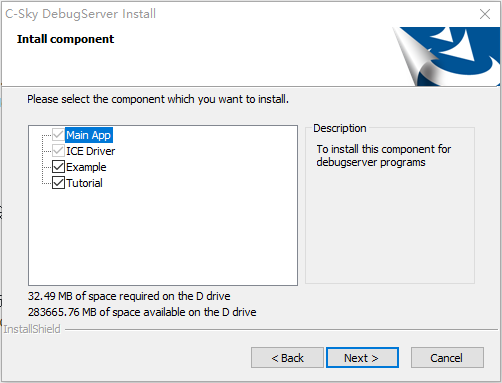 C-Sky DebugServer Install
Intall component
Please select the component which you want to install.
Main App
ICE Driver
Example
Tutorial
Description
To install this component for
debugserver programs
32.49 MB of space required on the D drive
283665.76 MB of space available on the D drive
InstallShield
< Back
Next >
Cancel